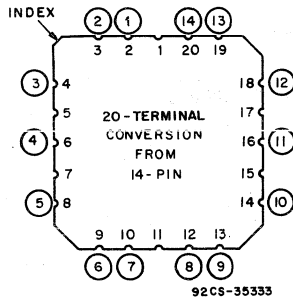 INDEX
2 1 14 13
3 2 1 20 19
3 4 18 12
5 17
4 6 16 11
7 15
5 8 14 10
20-TERMINAL
CONVERSION
FROM
14-PIN
9 10 11 12 13
6 7 8 9
92CS-35333